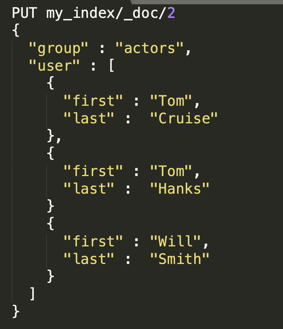 PUT my_index/_doc/2
{
  "group" : "actors",
  "user" : [
    {
      "first" : "Tom",
      "last" :  "Cruise"
    },
    {
      "first" : "Tom",
      "last" :  "Hanks"
    }
    {
      "first" : "Will",
      "last" :  "Smith"
    }
  ]
}